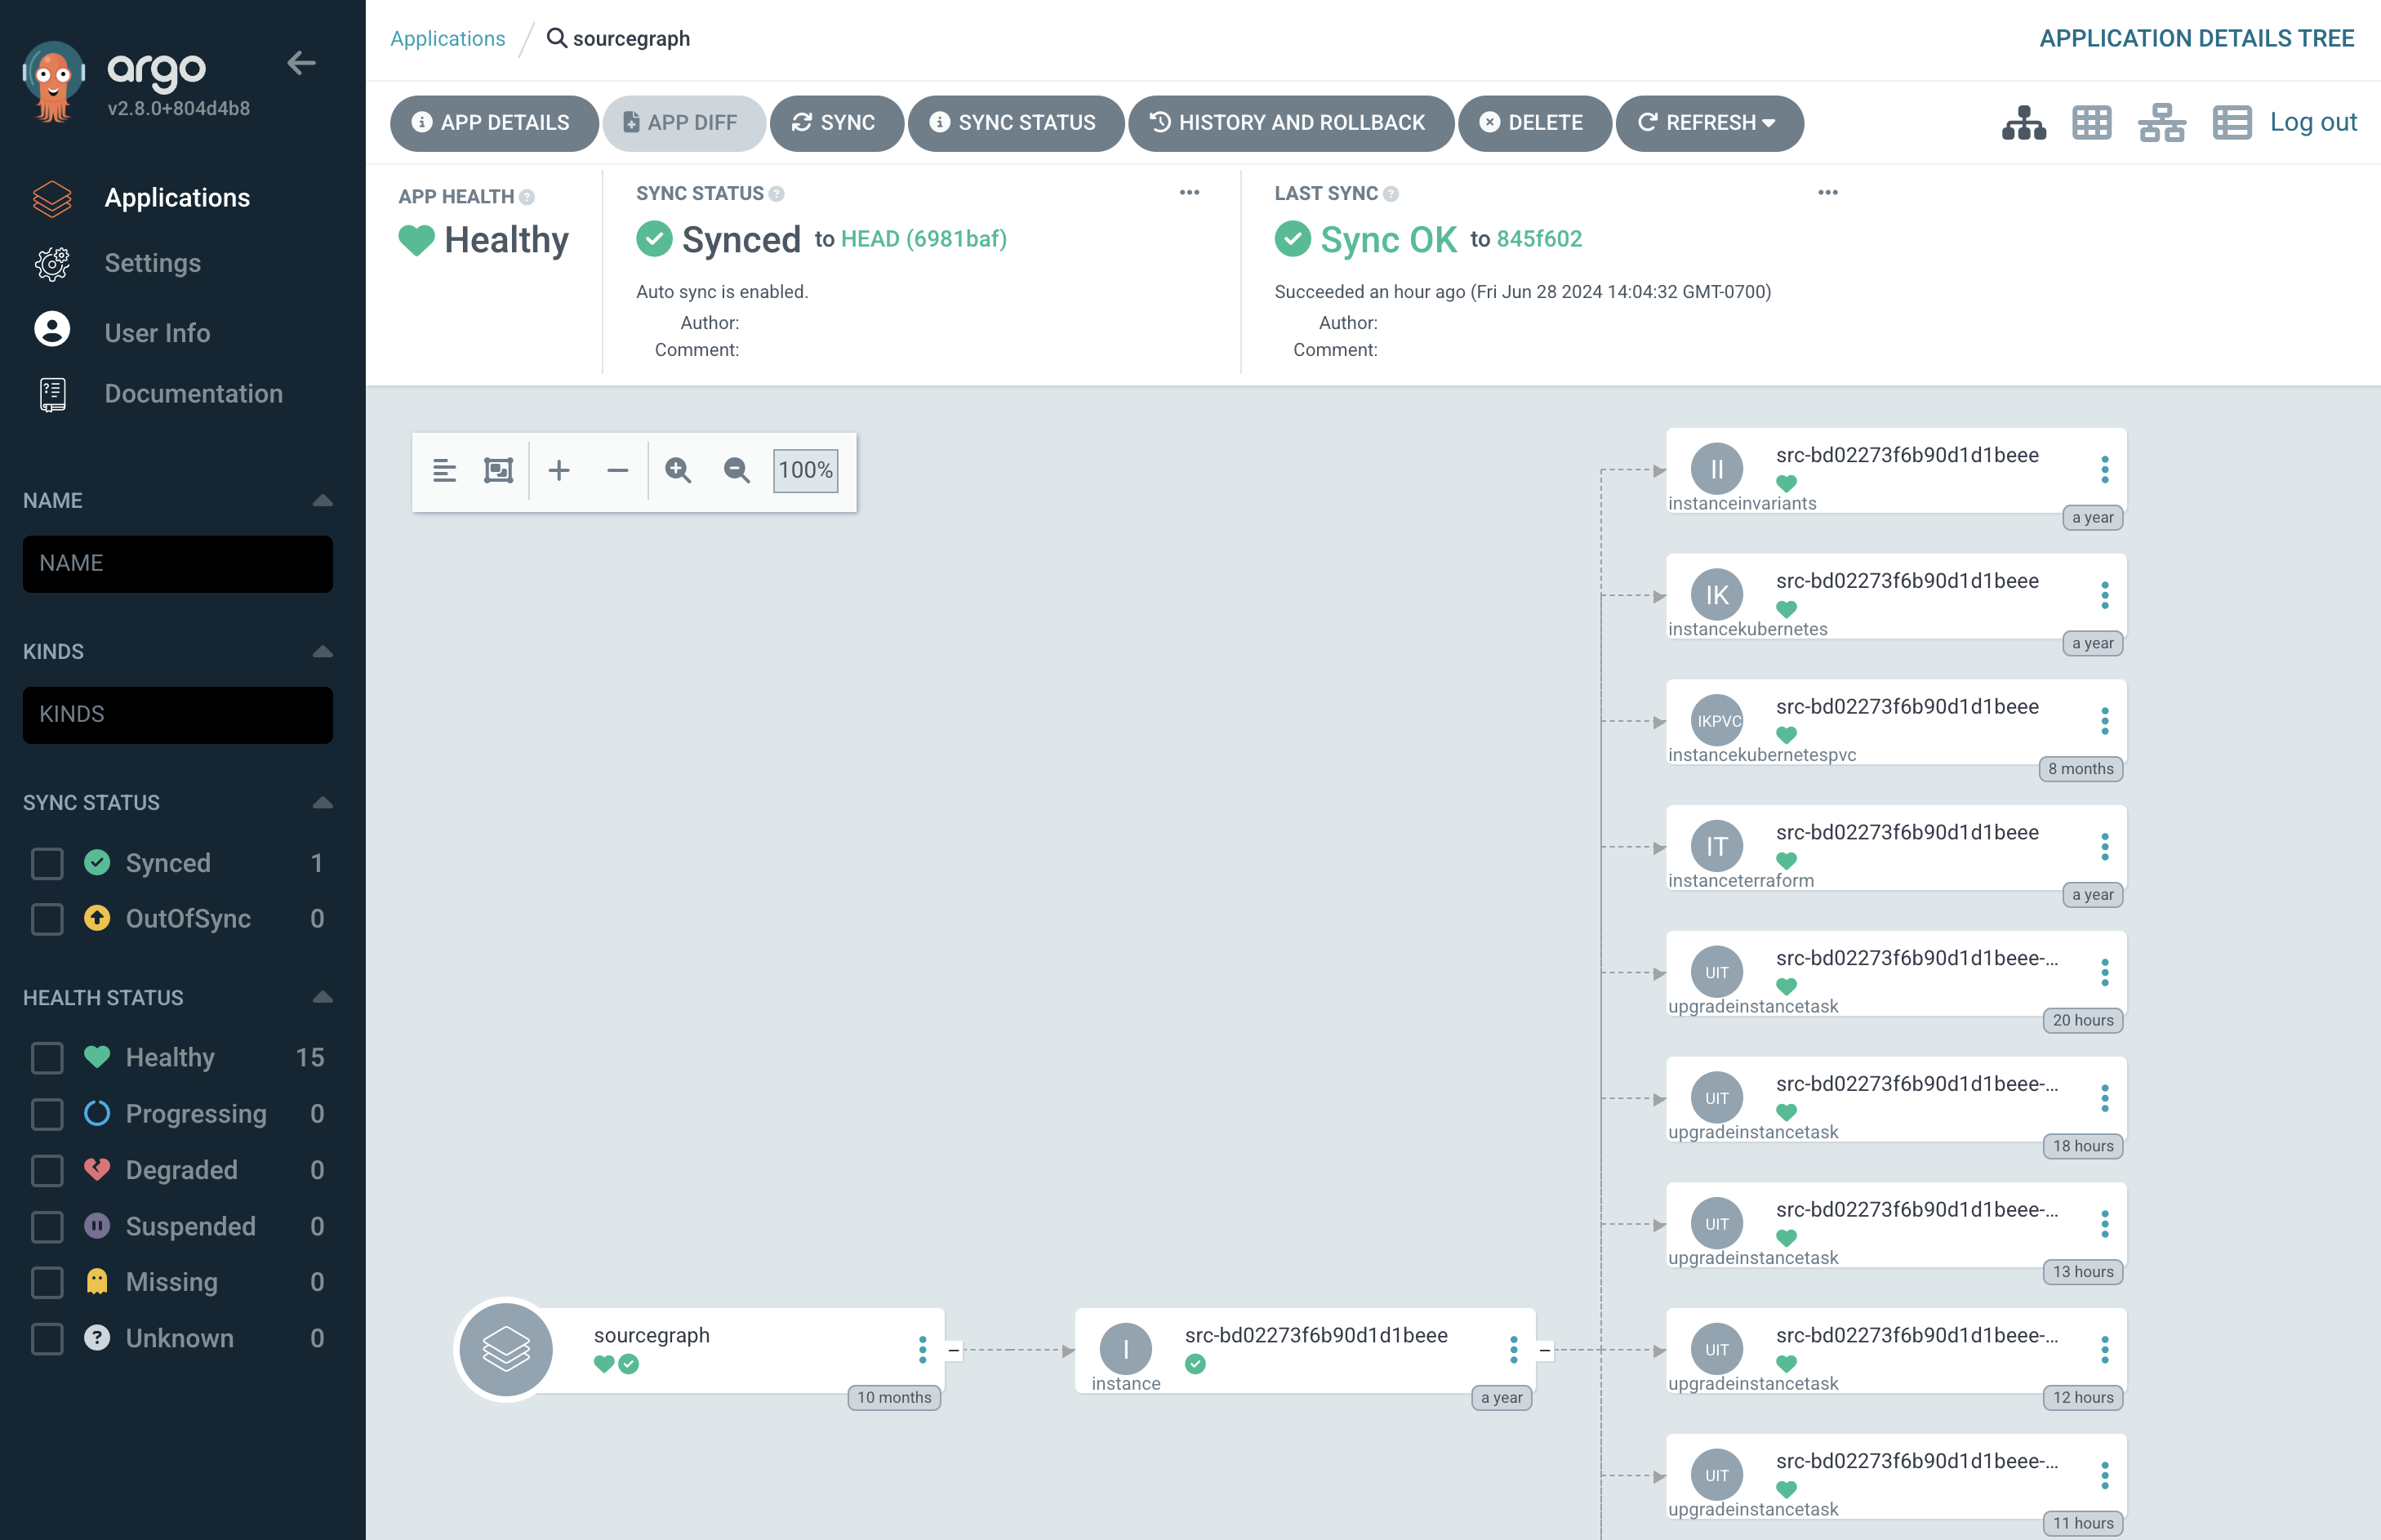 argo
v2.8.0+804d4b8
Applications
Settings
User Info
Documentation
NAME
NAME
KINDS
KINDS
SYNC STATUS
Synced 1
OutOfSync 0
HEALTH STATUS
Healthy 15
Progressing 0
Degraded 0
Suspended 0
Missing 0
Unknown 0
Applications / sourcegraph
APPLICATION DETAILS TREE
APP DETAILS APP DIFF SYNC SYNC STATUS HISTORY AND ROLLBACK DELETE REFRESH
Log out
APP HEALTH
Healthy
SYNC STATUS
Synced to HEAD (6981baf)
Auto sync is enabled.
Author:
Comment:
LAST SYNC
Sync OK to 845f602
Succeeded an hour ago (Fri Jun 28 2024 14:04:32 GMT-0700)
Author:
Comment:
100%
sourcegraph
10 months
I
src-bd02273f6b90d1d1beee
instance
a year
II
src-bd02273f6b90d1d1beee
instanceinvariants
a year
IK
src-bd02273f6b90d1d1beee
instancekubernetes
a year
IKPVC
src-bd02273f6b90d1d1beee
instancekubernetespvc
8 months
IT
src-bd02273f6b90d1d1beee
instanceterraform
a year
UIT
src-bd02273f6b90d1d1beee-...
upgradeinstancetask
20 hours
UIT
src-bd02273f6b90d1d1beee-...
upgradeinstancetask
18 hours
UIT
src-bd02273f6b90d1d1beee-...
upgradeinstancetask
13 hours
UIT
src-bd02273f6b90d1d1beee-...
upgradeinstancetask
12 hours
UIT
src-bd02273f6b90d1d1beee-...
upgradeinstancetask
11 hours